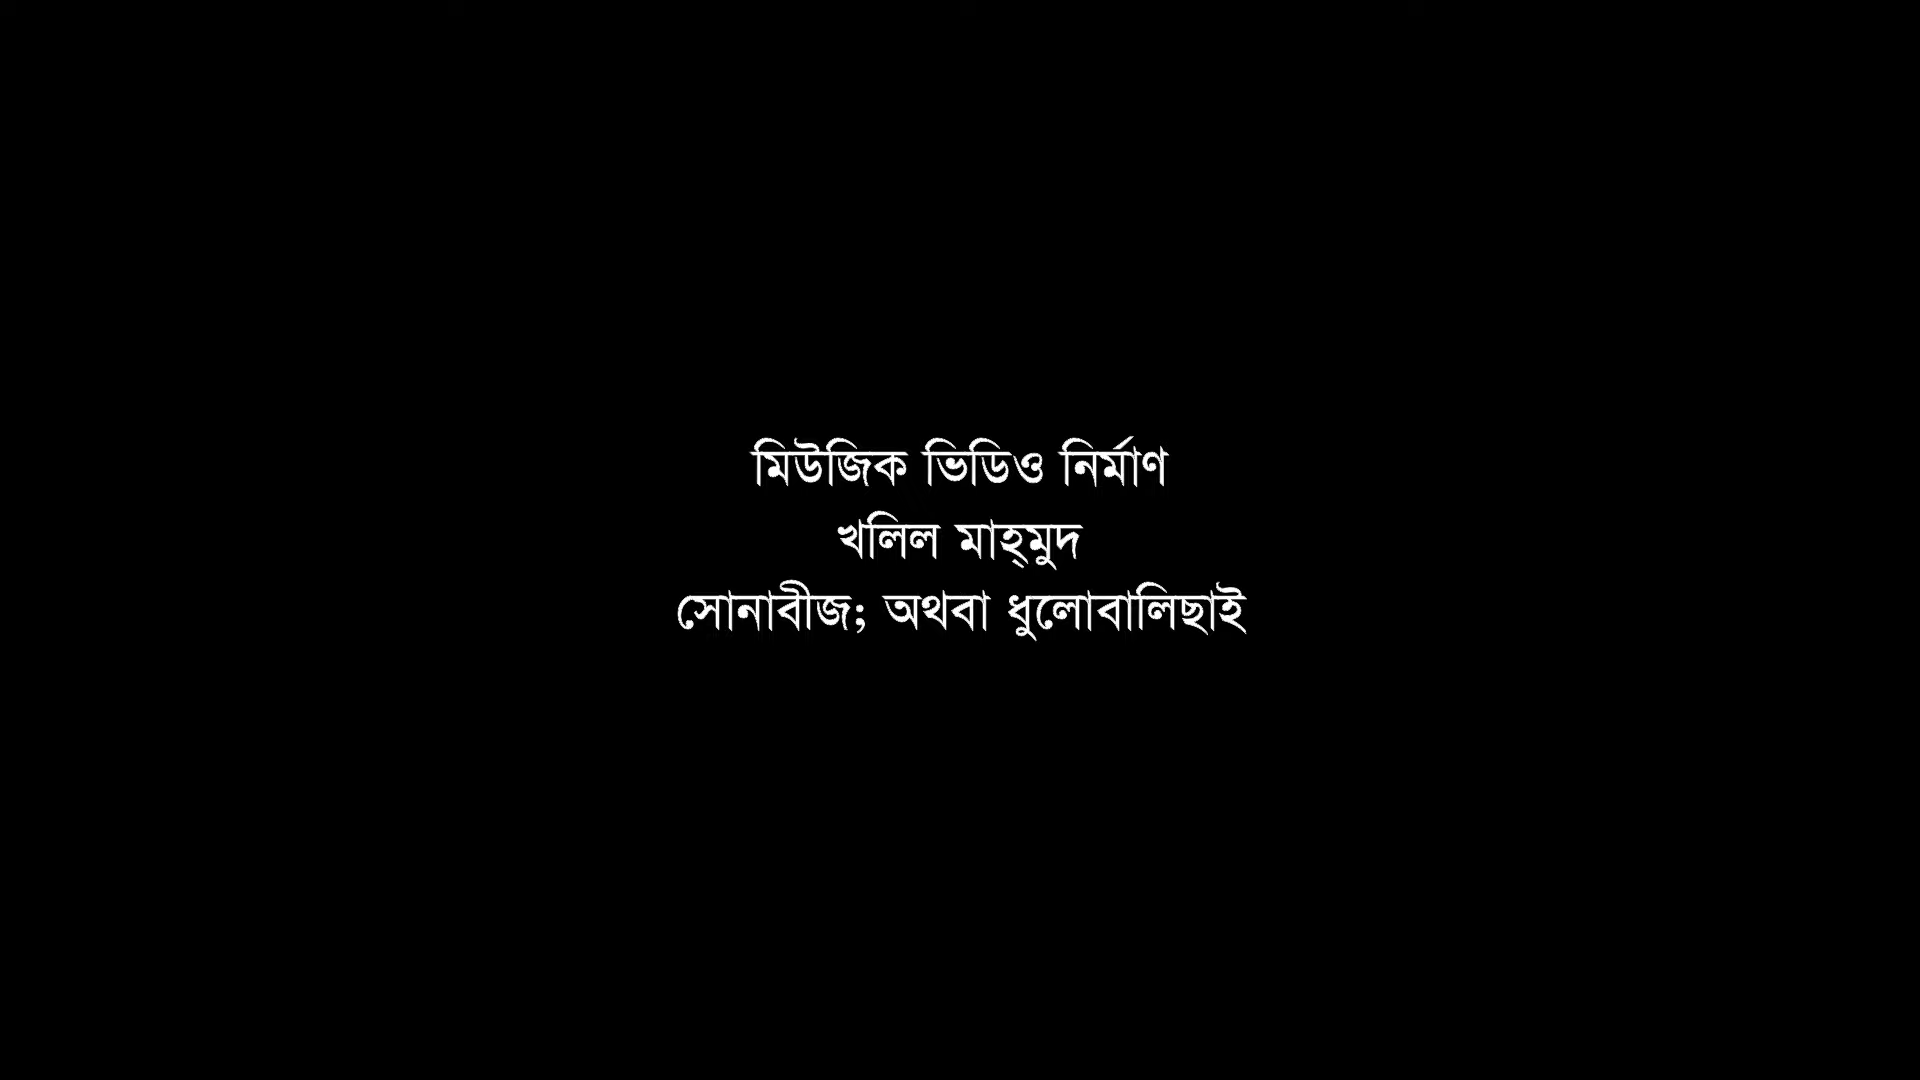 মিউজিক ভিডিও নির্মাণ
খলিল মাহ্‌মুদ
সোনাবীজ; অথবা ধুলোবালিছাই